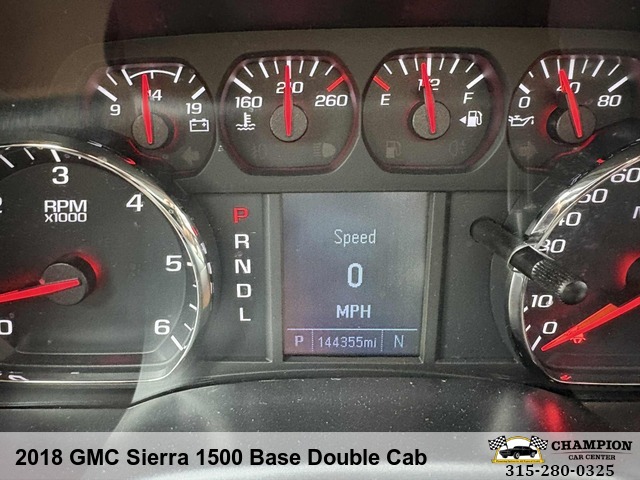 9 14 19
160 210 260
E 1/2 F
0 40 80
2 3 4 5 6
0
RPM
x1000
P
R
N
D
L
Speed
0
MPH
P 144355mi N
60
50
40
30
20
10
0
2018 GMC Sierra 1500 Base Double Cab
CHAMPION
CAR CENTER
315-280-0325